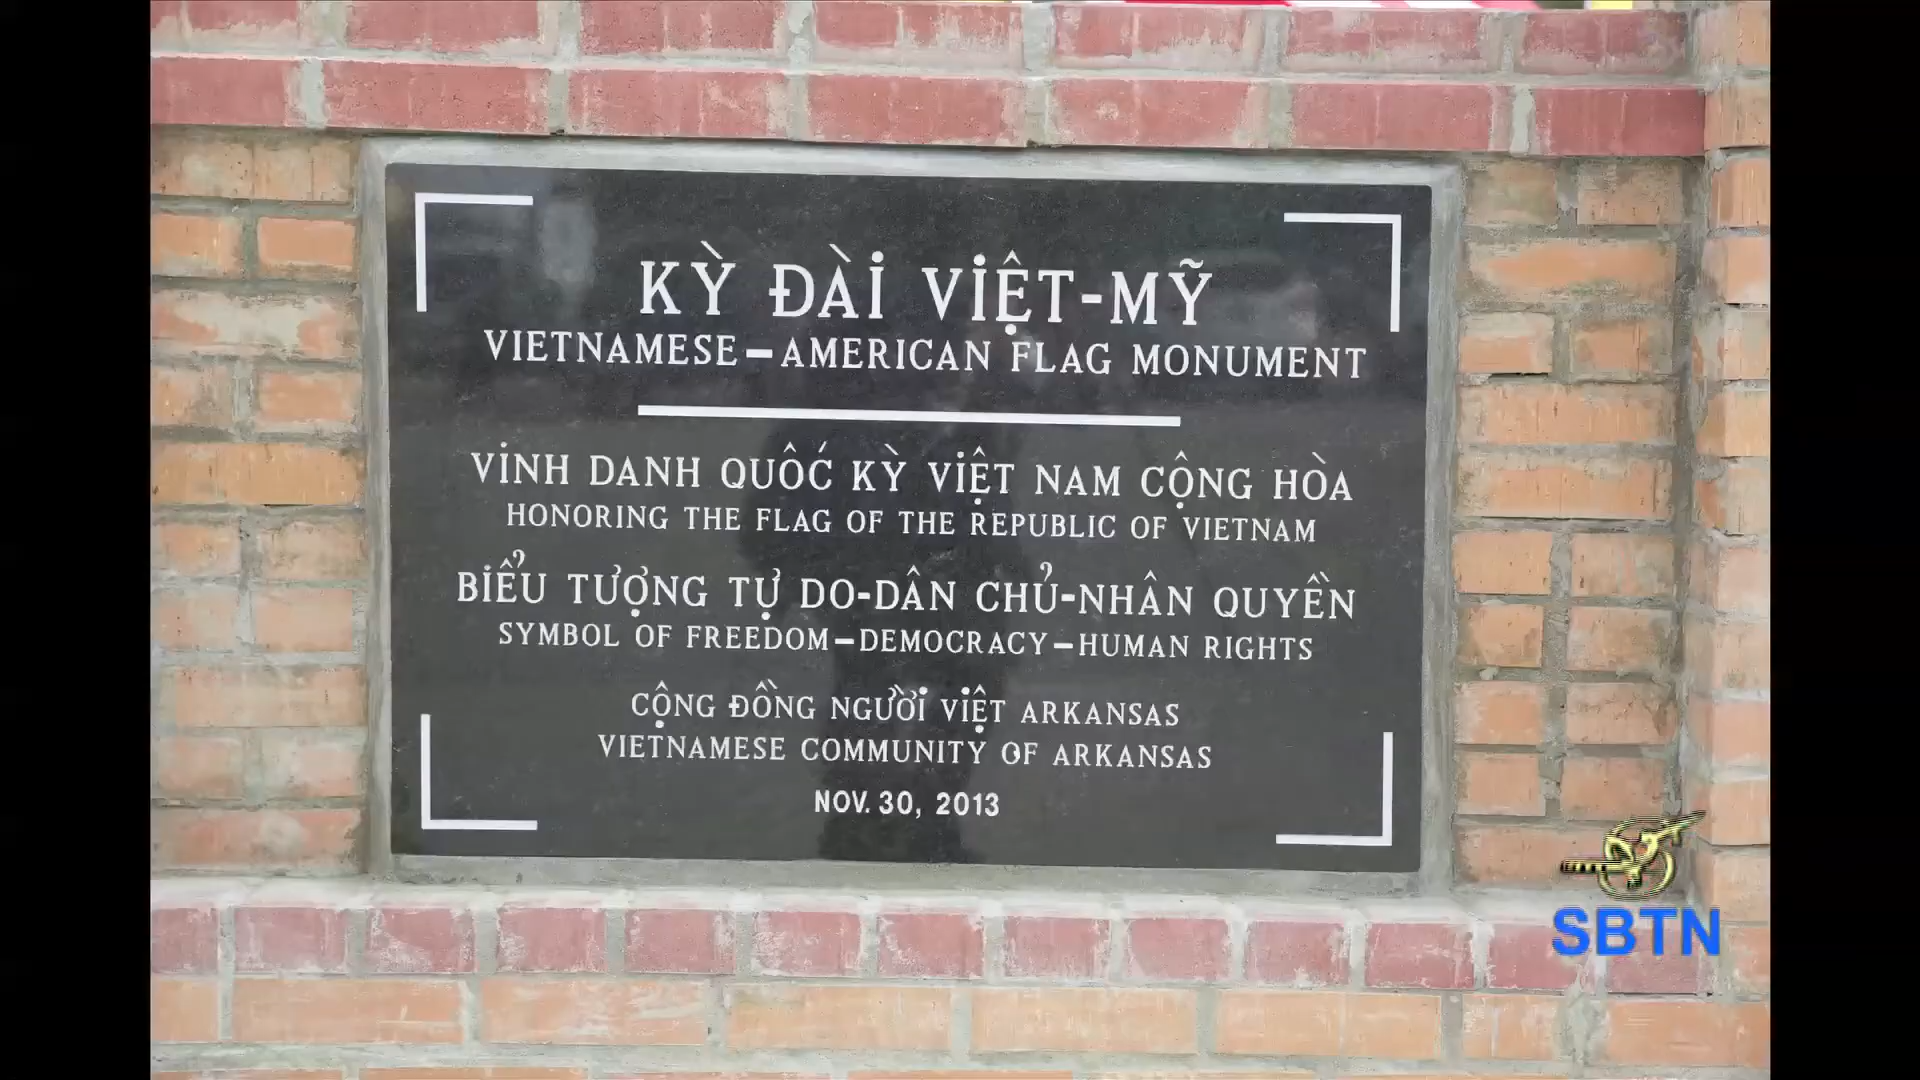 KỲ ĐÀI VIỆT-MỸ
VIETNAMESE–AMERICAN FLAG MONUMENT
VINH DANH QUỐC KỲ VIỆT NAM CỘNG HÒA
HONORING THE FLAG OF THE REPUBLIC OF VIETNAM
BIỂU TƯỢNG TỰ DO-DÂN CHỦ-NHÂN QUYỀN
SYMBOL OF FREEDOM–DEMOCRACY–HUMAN RIGHTS
CỘNG ĐỒNG NGƯỜI VIỆT ARKANSAS
VIETNAMESE COMMUNITY OF ARKANSAS
NOV. 30, 2013
SBTN